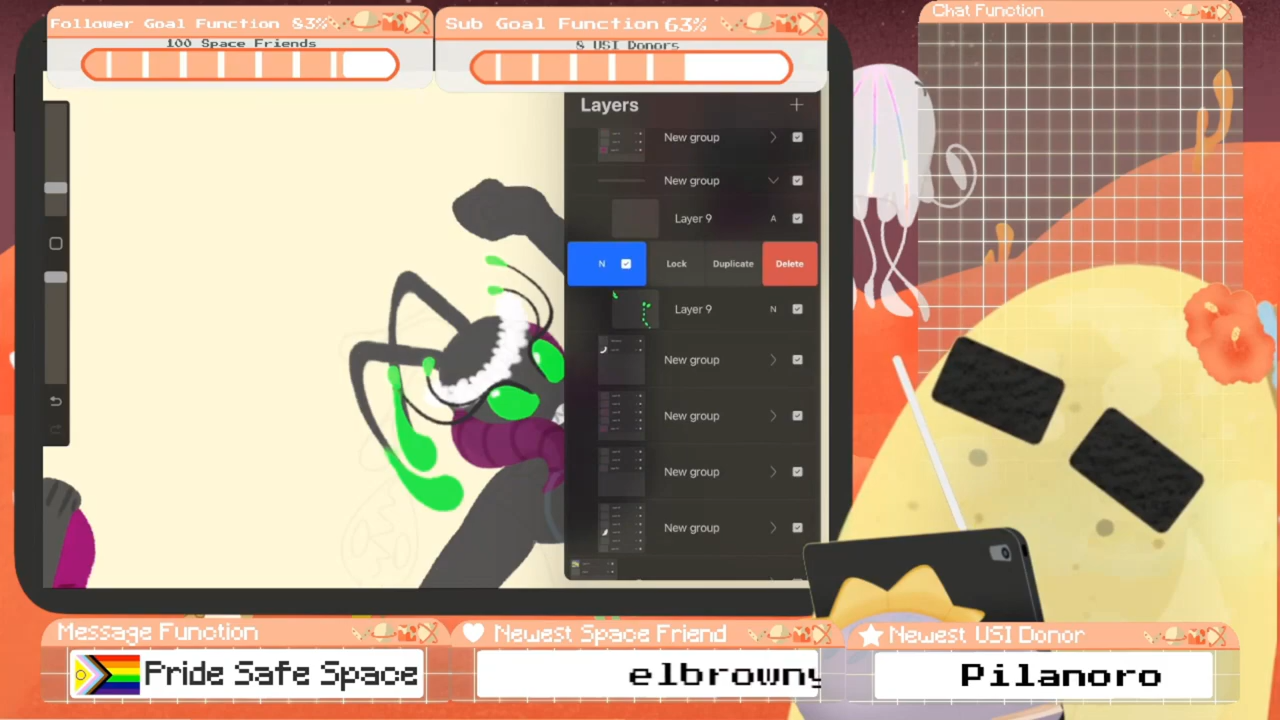 Follower Goal Function 83%
100 Space Friends
Sub Goal Function 63%
8 USI Donors
Chat Function
Layers
New group
New group
Layer 9 A
N Lock Duplicate Delete
Layer 9 N
New group
New group
New group
New group
Message Function
Pride Safe Space
Newest Space Friend
elbrowny
Newest USI Donor
Pilanoro